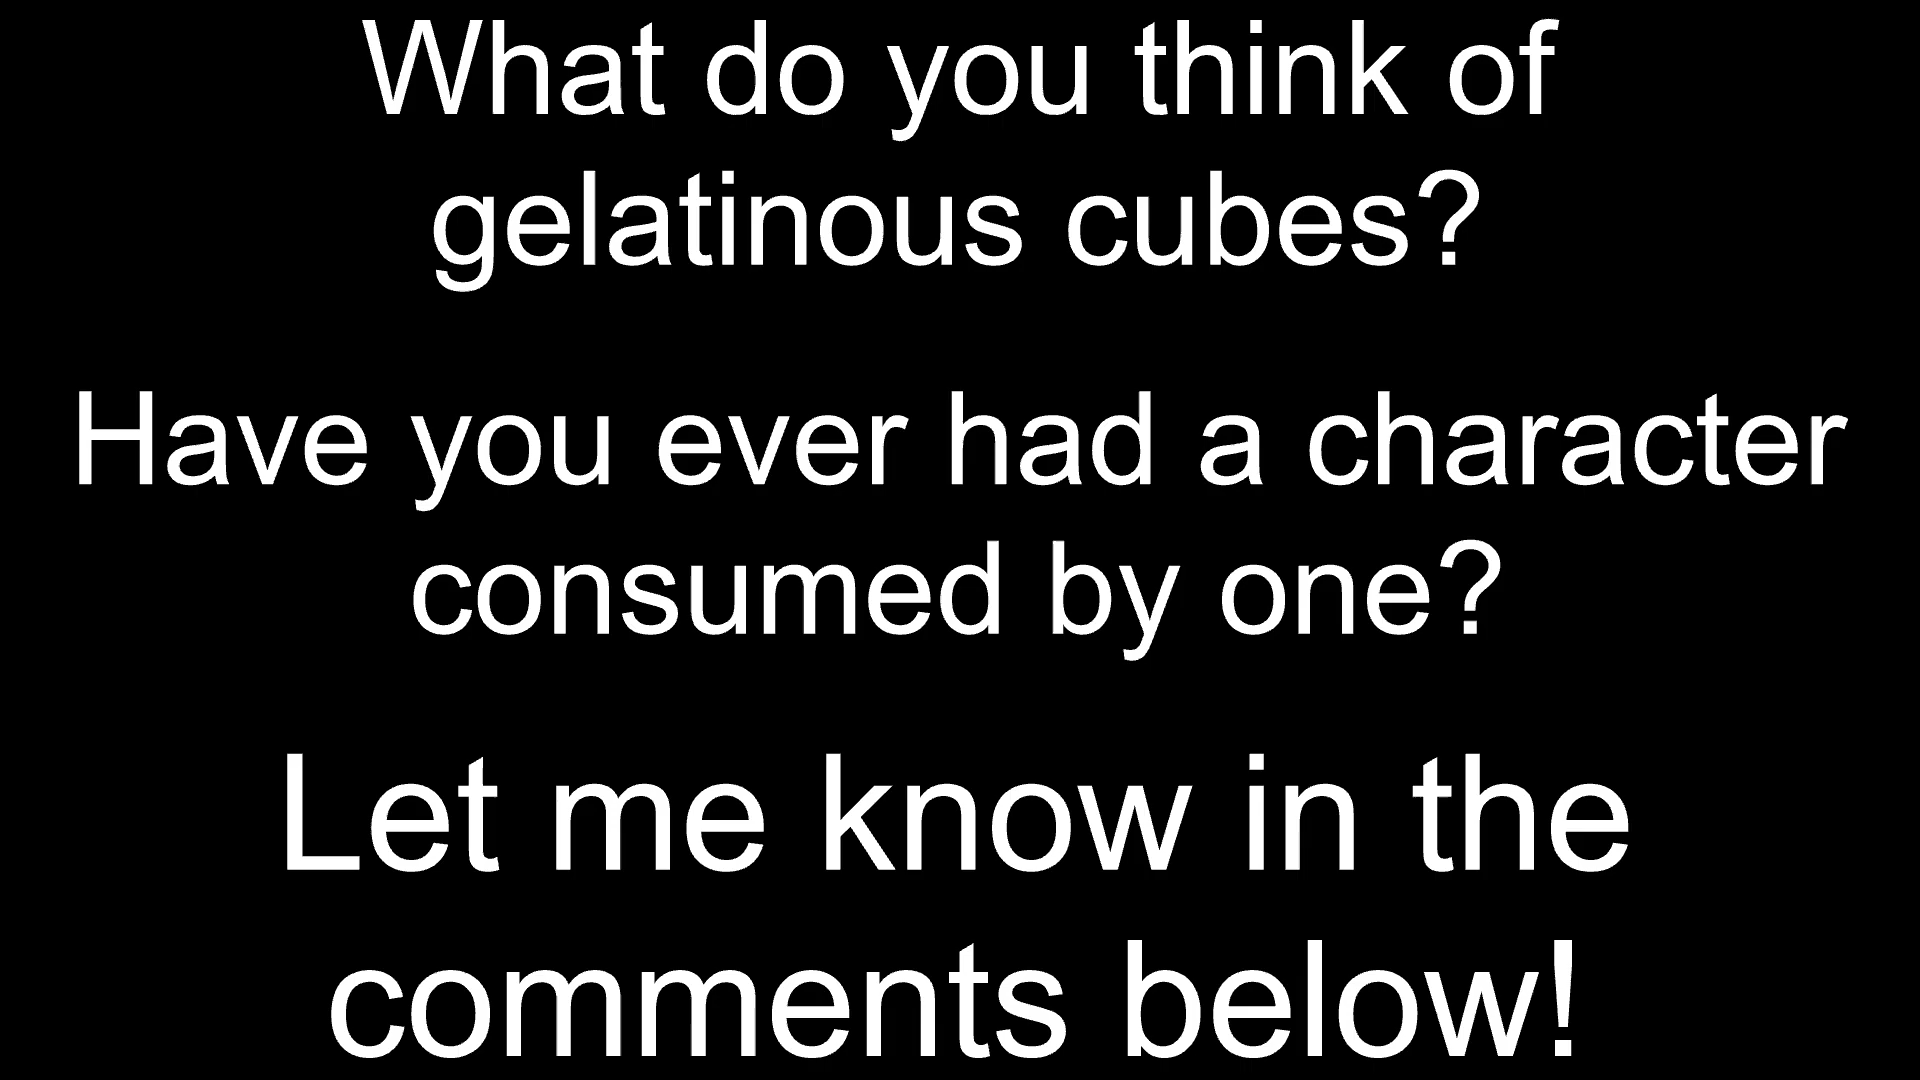 What do you think of
gelatinous cubes?
Have you ever had a character
consumed by one?
Let me know in the
comments below!